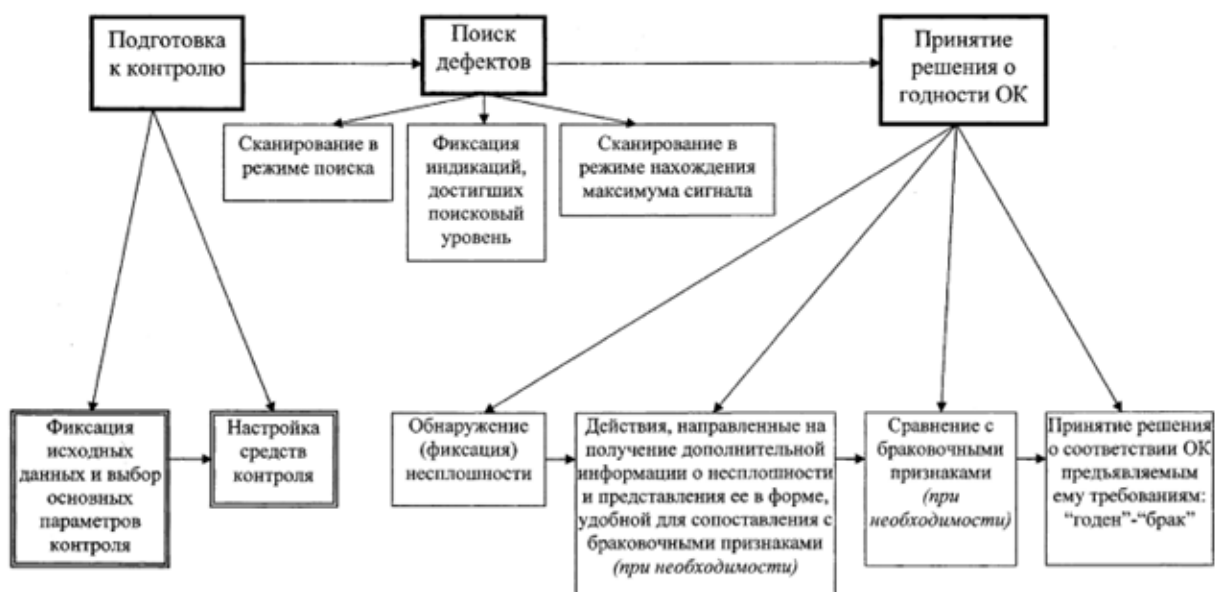 Подготовка
к контролю
Поиск
дефектов
Принятие
решения о
годности ОК
Сканирование в
режиме поиска
Фиксация
индикаций,
достигших
поисковый
уровень
Сканирование в
режиме нахождения
максимума сигнала
Фиксация
исходных
данных и выбор
основных
параметров
контроля
Настройка
средств
контроля
Обнаружение
(фиксация)
несплошности
Действия, направленные на
получение дополнительной
информации о несплошности
и представления ее в форме,
удобной для сопоставления с
браковочными признаками
(при необходимости)
Сравнение с
браковочными
признаками
(при
необходимости)
Принятие решения
о соответствии ОК
предъявляемым
ему требованиям:
“годен”-“брак”